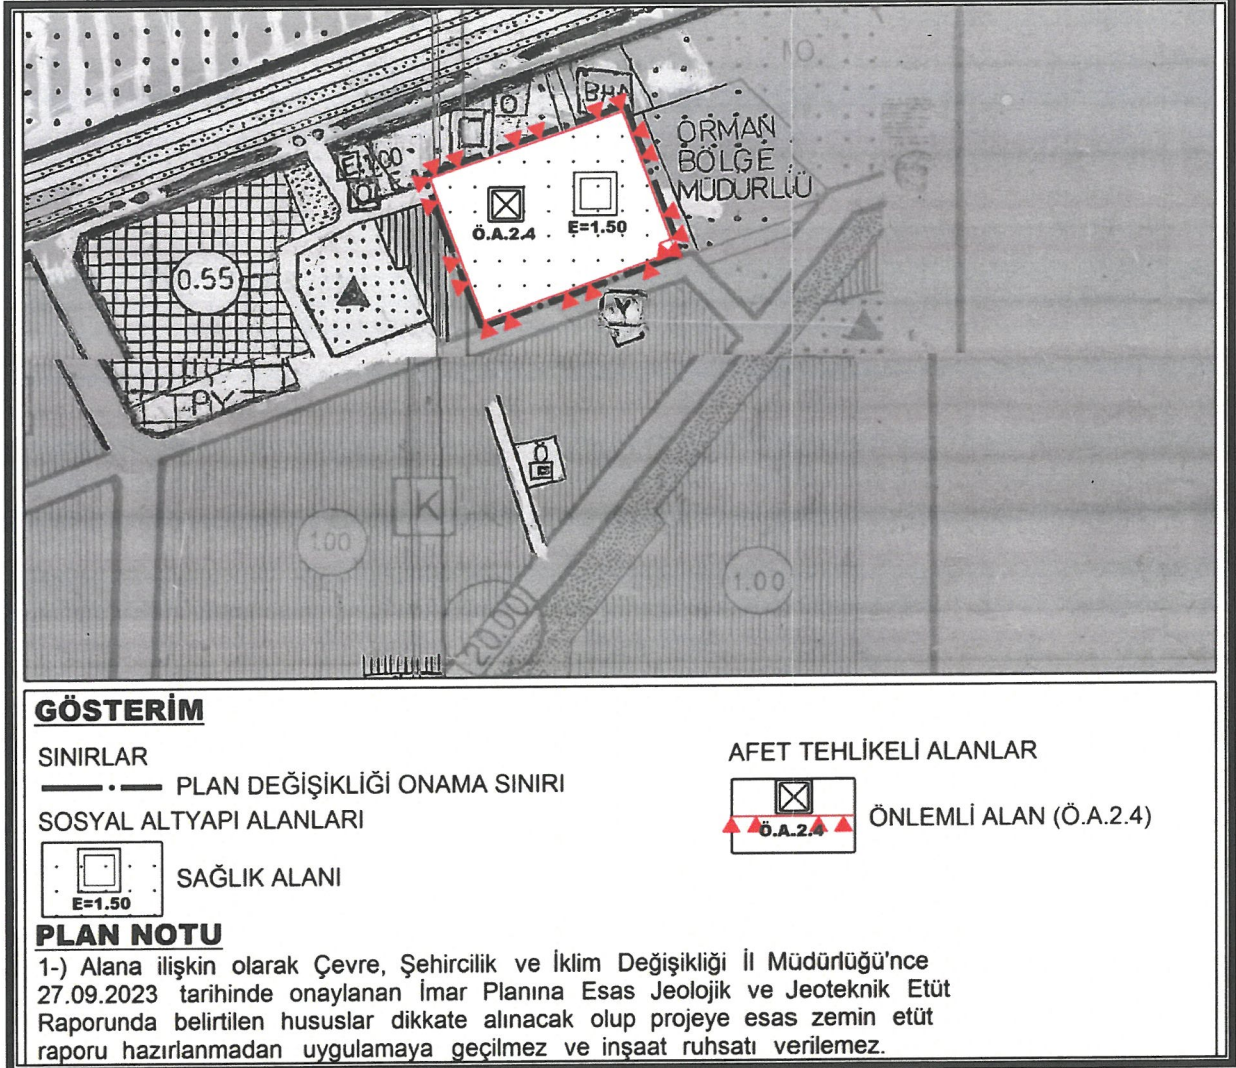 BHA
O
ORMAN
BÖLGE
MÜDÜRLÜ
E:1.00
Ö.A.2.4
E=1.50
0.55
Y
PY
Ö
K
1.00
1.00
20.00
GÖSTERİM
SINIRLAR
PLAN DEĞİŞİKLİĞİ ONAMA SINIRI
SOSYAL ALTYAPI ALANLARI
E=1.50
SAĞLIK ALANI
AFET TEHLİKELİ ALANLAR
Ö.A.2.4
ÖNLEMLİ ALAN (Ö.A.2.4)
PLAN NOTU
1-) Alana ilişkin olarak Çevre, Şehircilik ve İklim Değişikliği İl Müdürlüğü'nce
27.09.2023 tarihinde onaylanan İmar Planına Esas Jeolojik ve Jeoteknik Etüt
Raporunda belirtilen hususlar dikkate alınacak olup projeye esas zemin etüt
raporu hazırlanmadan uygulamaya geçilmez ve inşaat ruhsatı verilemez.